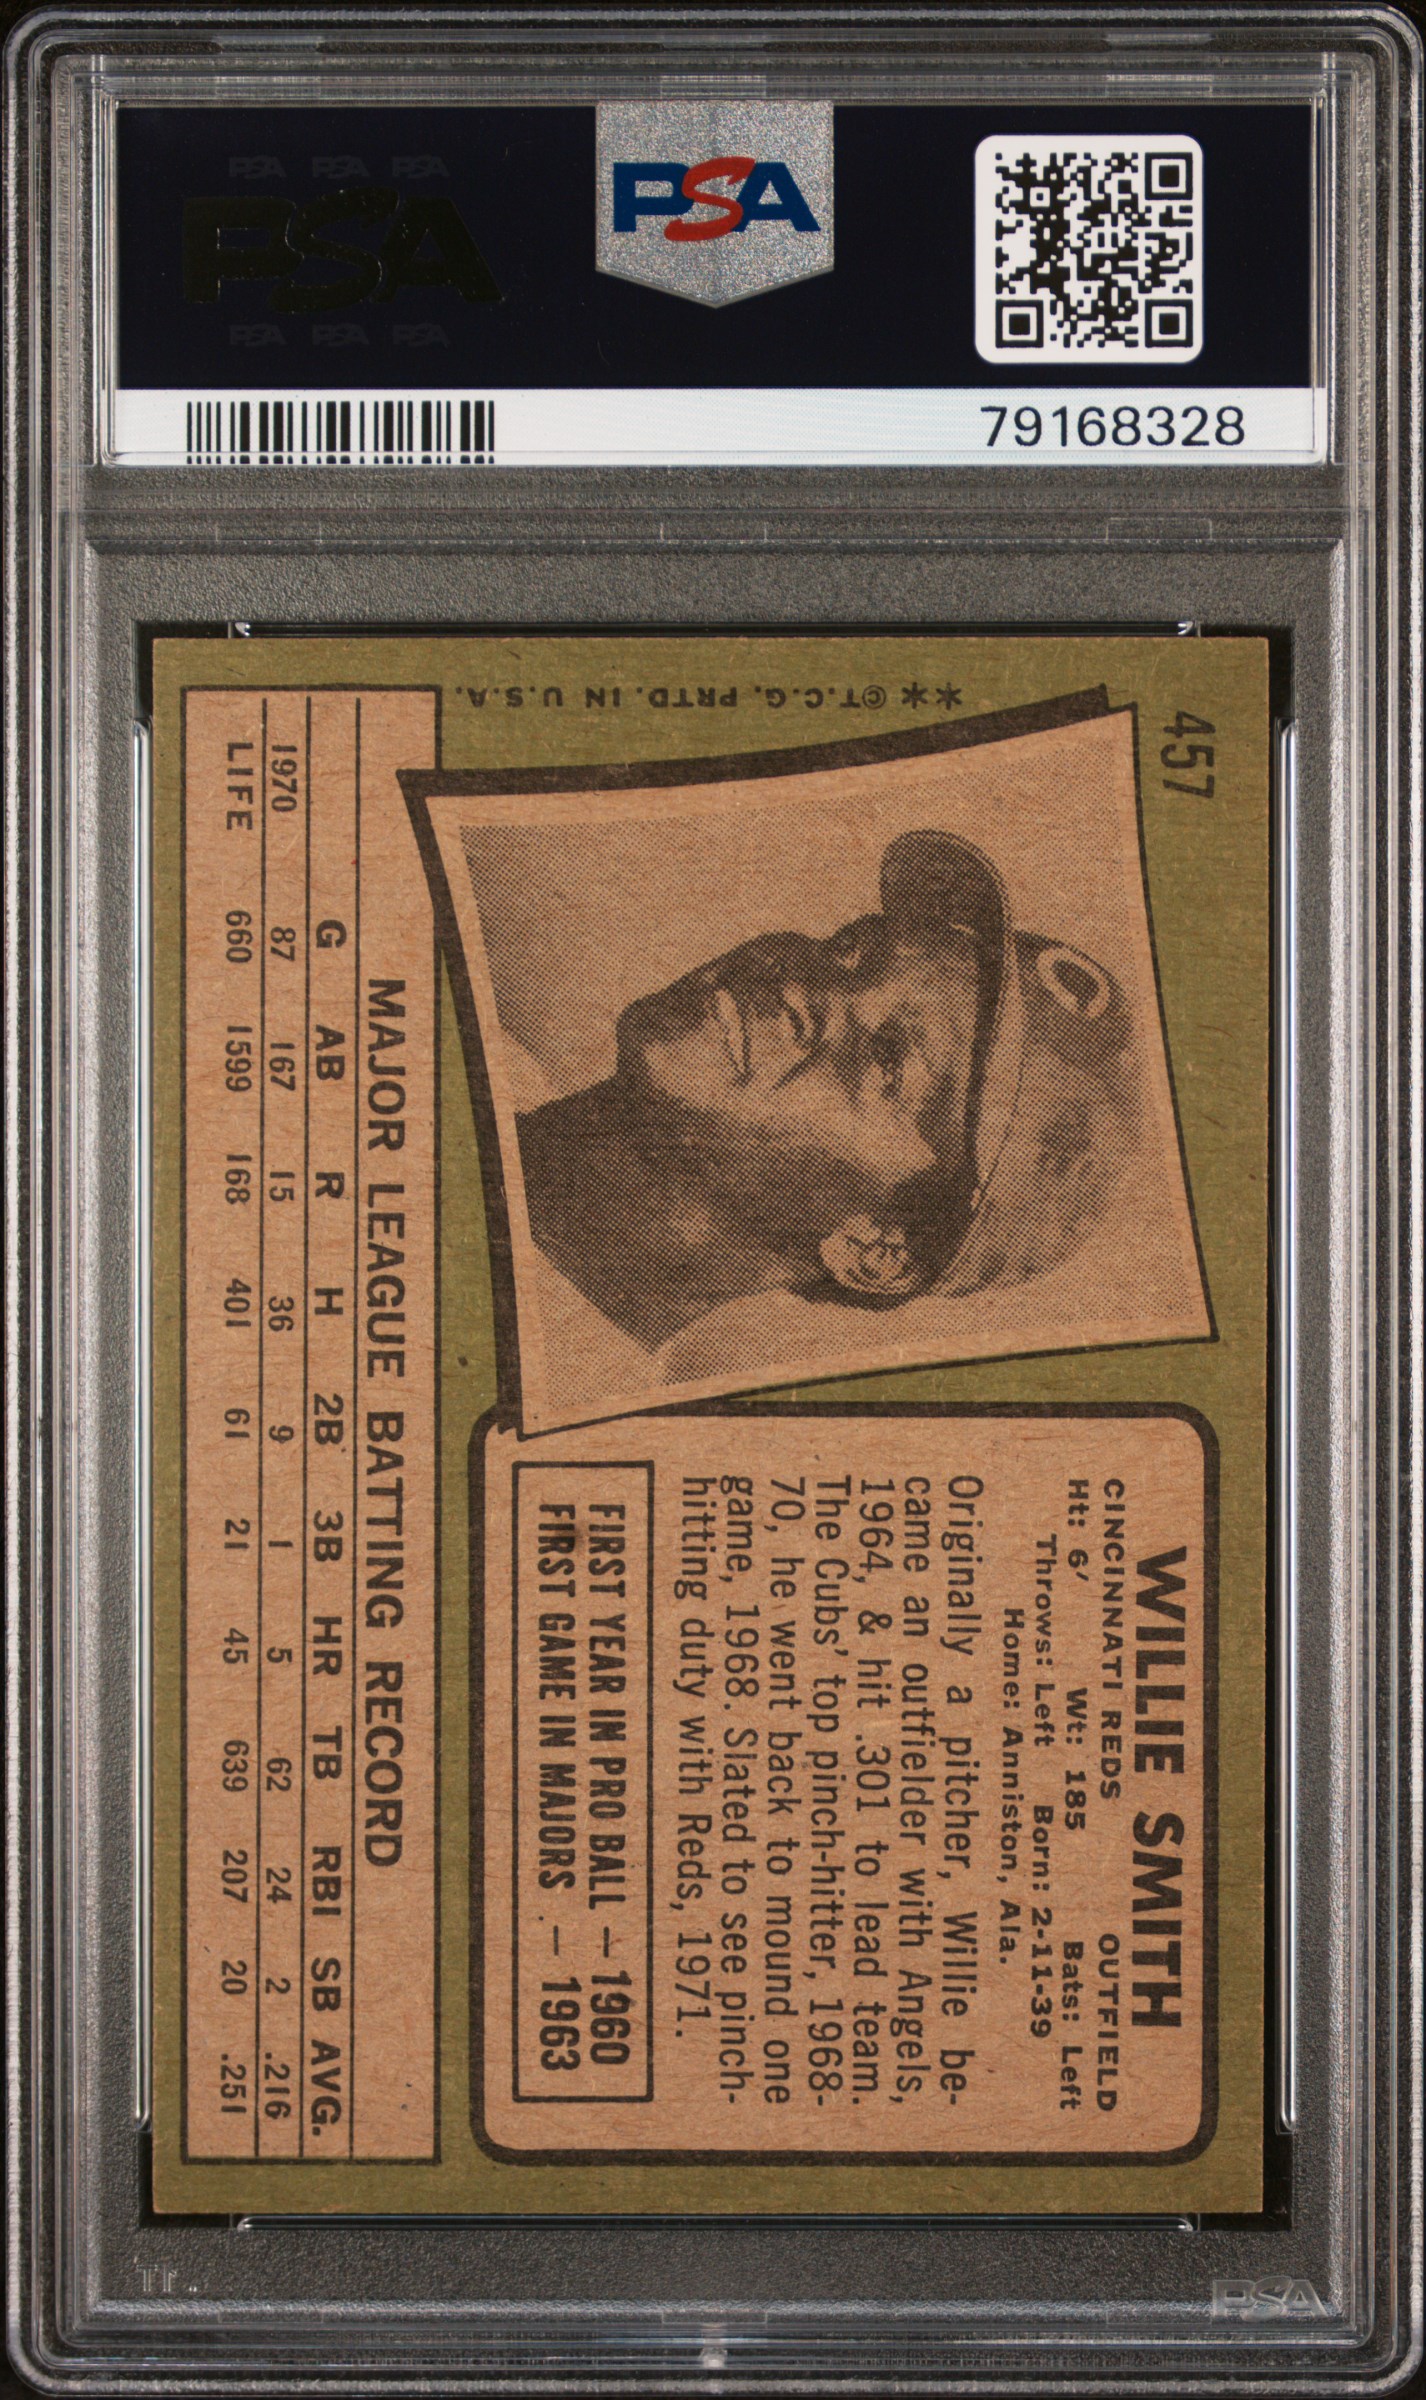 PSA PSA PSA
PSA
PSA PSA PSA
PSA
79168328
457
**©T.C.G. PRTD. IN U.S.A.
WILLIE SMITH
CINCINNATI REDS OUTFIELD
Ht: 6' Wt: 185 Bats: Left
Throws: Left Born: 2-11-39
Home: Anniston, Ala.
Originally a pitcher, Willie be-
came an outfielder with Angels,
1964, & hit .301 to lead team.
The Cubs' top pinch-hitter, 1968-
70, he went back to mound one
game, 1968. Slated to see pinch-
hitting duty with Reds, 1971.
FIRST YEAR IN PRO BALL — 1960
FIRST GAME IN MAJORS — 1963
MAJOR LEAGUE BATTING RECORD
G AB R H 2B 3B HR TB RBI SB AVG.
1970 87 167 15 36 9 1 5 62 24 2 .216
LIFE 660 1599 168 401 61 21 45 639 207 20 .251
PSA